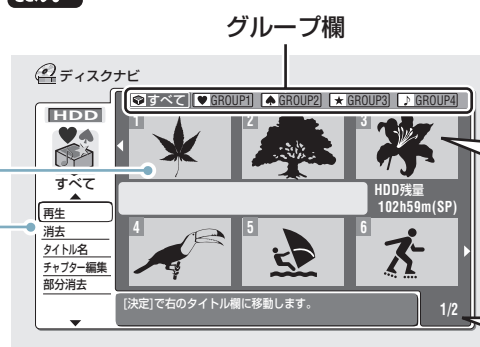 グループ欄
ディスクナビ
HDD
すべて GROUP1 GROUP2 GROUP3 GROUP4
1 2 3
すべて
HDD残量
102h59m(SP)
再生
消去
タイトル名
チャプター編集
部分消去
4 5 6
[決定]で右のタイトル欄に移動します。
1/2